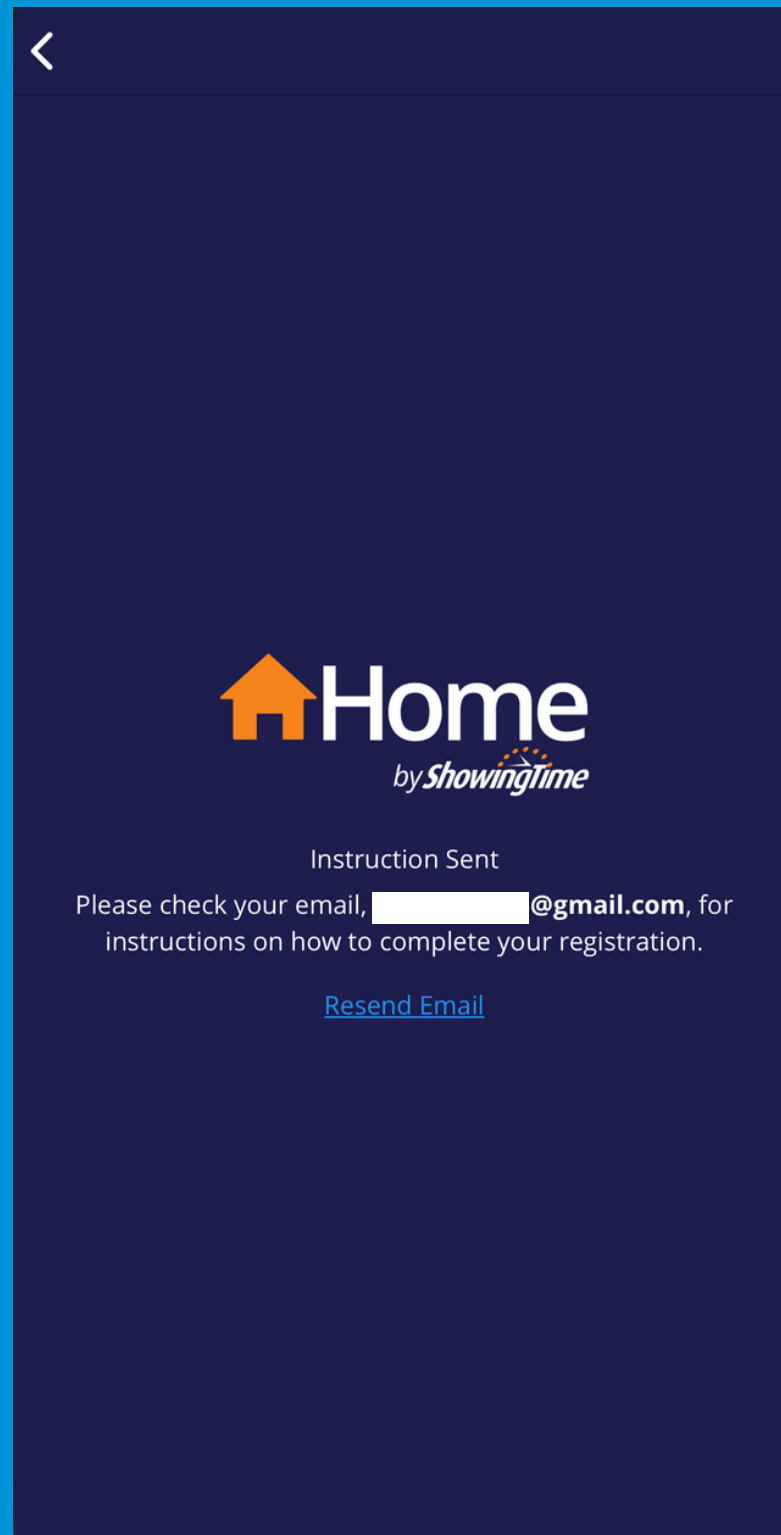 Home
by ShowingTime
Instruction Sent
Please check your email, @gmail.com, for
instructions on how to complete your registration.
Resend Email